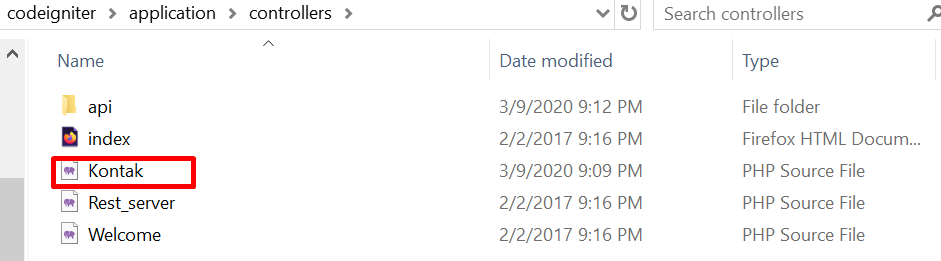 codeigniter > application > controllers > Search controllers
Name Date modified Type
api 3/9/2020 9:12 PM File folder
index 2/2/2017 9:16 PM Firefox HTML Docum...
Kontak 3/9/2020 9:09 PM PHP Source File
Rest_server 2/2/2017 9:16 PM PHP Source File
Welcome 2/2/2017 9:16 PM PHP Source File